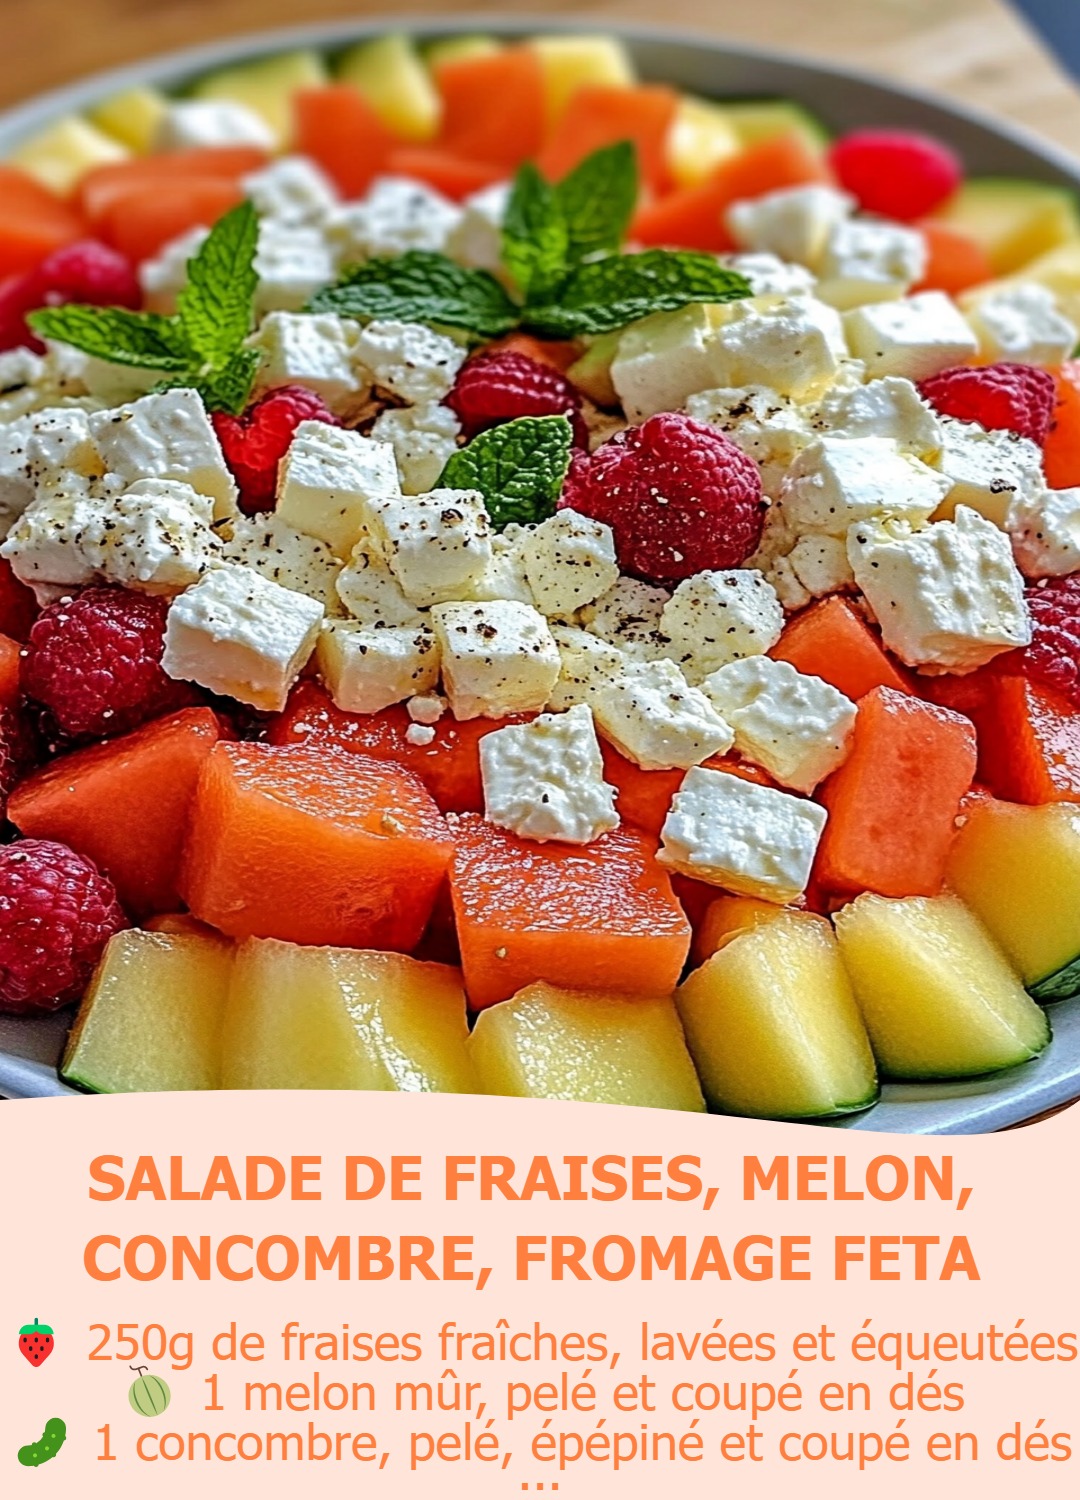 SALADE DE FRAISES, MELON,
CONCOMBRE, FROMAGE FETA
🍓 250g de fraises fraîches, lavées et équeutées
🍈 1 melon mûr, pelé et coupé en dés
🥒 1 concombre, pelé, épépiné et coupé en dés
...